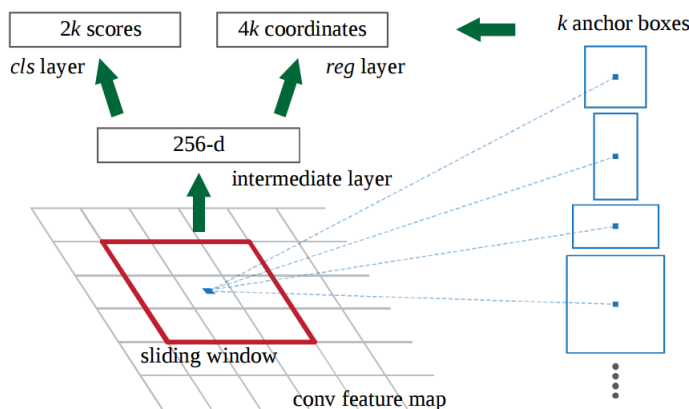 2k scores
4k coordinates
k anchor boxes
cls layer
reg layer
256-d
intermediate layer
sliding window
conv feature map